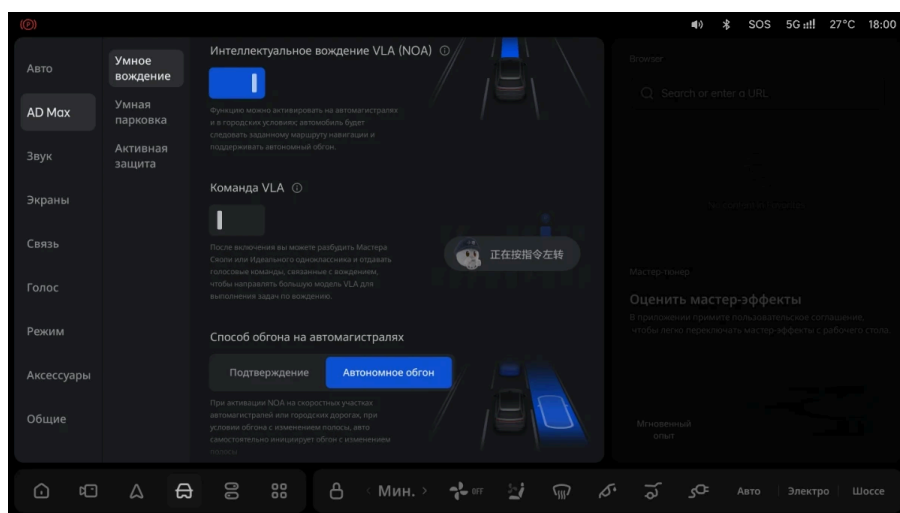 SOS 5G 27°C 18:00
Авто
AD Max
Звук
Экраны
Связь
Голос
Режим
Аксессуары
Общие
Умное
вождение
Умная
парковка
Активная
защита
Интеллектуальное вождение VLA (NOA)
Функцию можно активировать на автомагистралях
и в городских условиях; автомобиль будет
следовать заданному маршруту навигации и
поддерживать автономный обгон.
Команда VLA
После включения вы можете разбудить Мастера
Сяопи или Идеального одноклассника и отдавать
голосовые команды, связанные с вождением,
чтобы направлять большую модель VLA для
выполнения задач по вождению.
正在按指令左转
Способ обгона на автомагистралях
Подтверждение
Автономное обгон
При активации NOA на скоростных участках
автомагистралей или городских дорогах, при
условии обгона с изменением полосы, авто
самостоятельно инициирует обгон с изменением
полосы.
Browser
Search or enter a URL
Мастер-тюнер
Оценить мастер-эффекты
В приложении примите пользовательское соглашение,
чтобы легко переключать мастер-эффекты с рабочего стола.
Мгновенный
опыт
Мин.
OFF
Авто
Электро
Шоссе